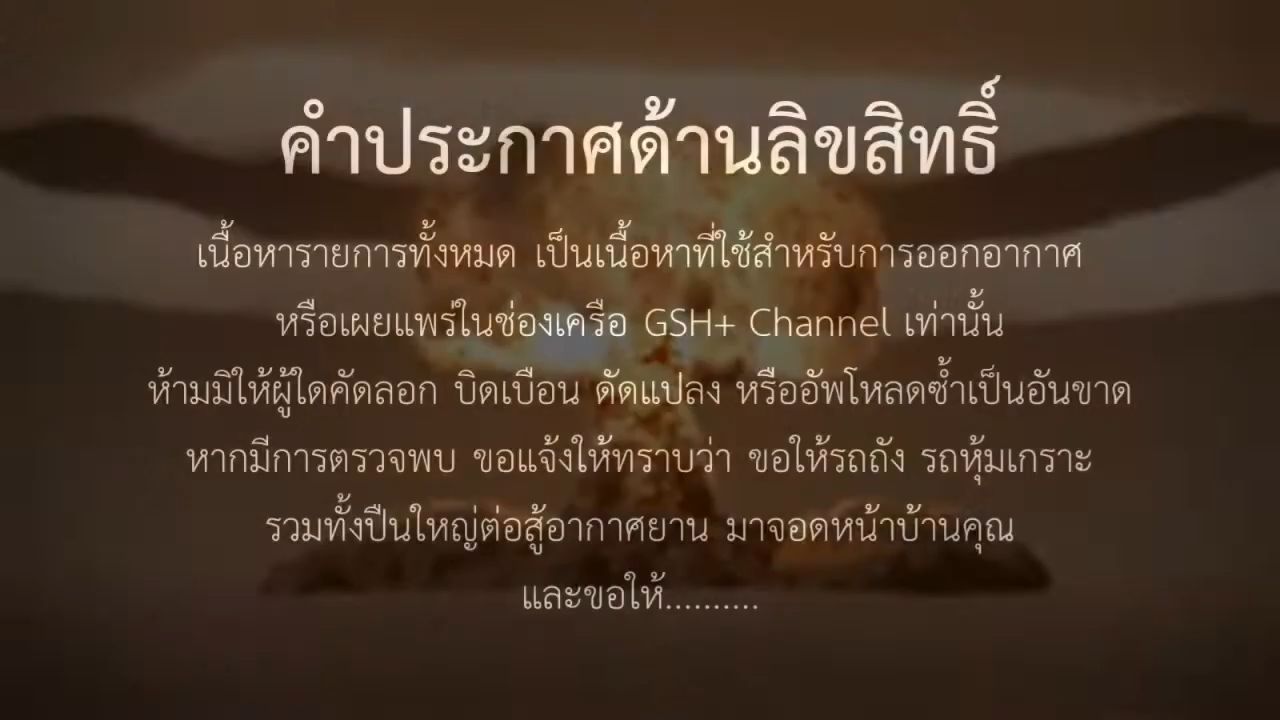 คำประกาศด้านลิขสิทธิ์
เนื้อหารายการทั้งหมด เป็นเนื้อหาที่ใช้สำหรับการออกอากาศ
หรือเผยแพร่ในช่องเครือ GSH+ Channel เท่านั้น
ห้ามมิให้ผู้ใดคัดลอก บิดเบือน ดัดแปลง หรืออัพโหลดซ้ำเป็นอันขาด
หากมีการตรวจพบ ขอแจ้งให้ทราบว่า ขอให้รถถัง รถหุ้มเกราะ
รวมทั้งปืนใหญ่ต่อสู้อากาศยาน มาจอดหน้าบ้านคุณ
และขอให้..........